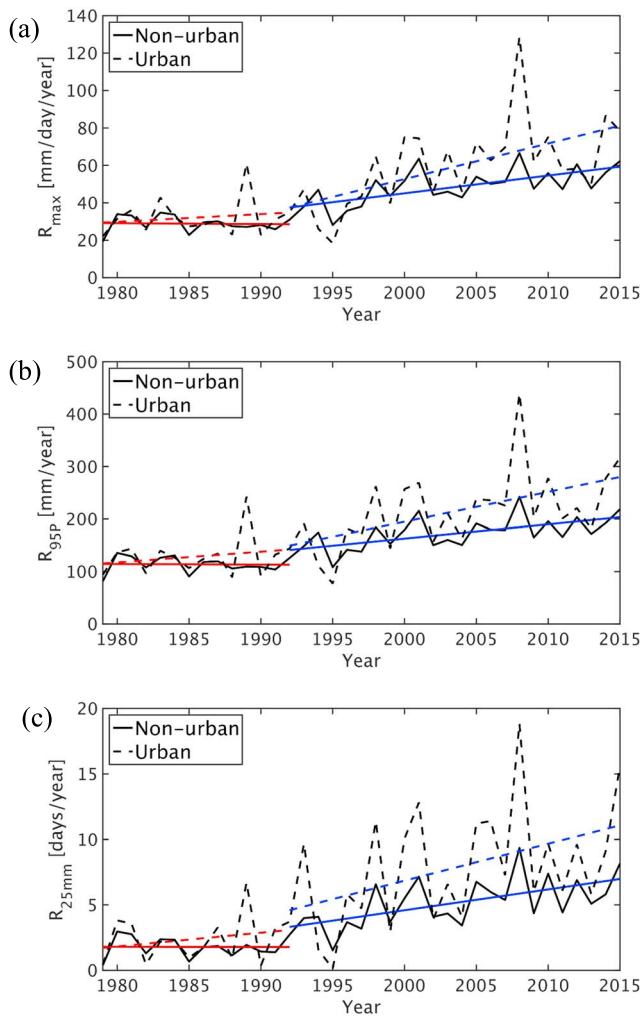 (a)
140
120
100
80
60
40
20
0
R_max [mm/day/year]
Non-urban
Urban
1980 1985 1990 1995 2000 2005 2010 2015
Year
(b)
500
400
300
200
100
0
R_95P [mm/year]
Non-urban
Urban
1980 1985 1990 1995 2000 2005 2010 2015
Year
(c)
20
15
10
5
0
R_25mm [days/year]
Non-urban
Urban
1980 1985 1990 1995 2000 2005 2010 2015
Year